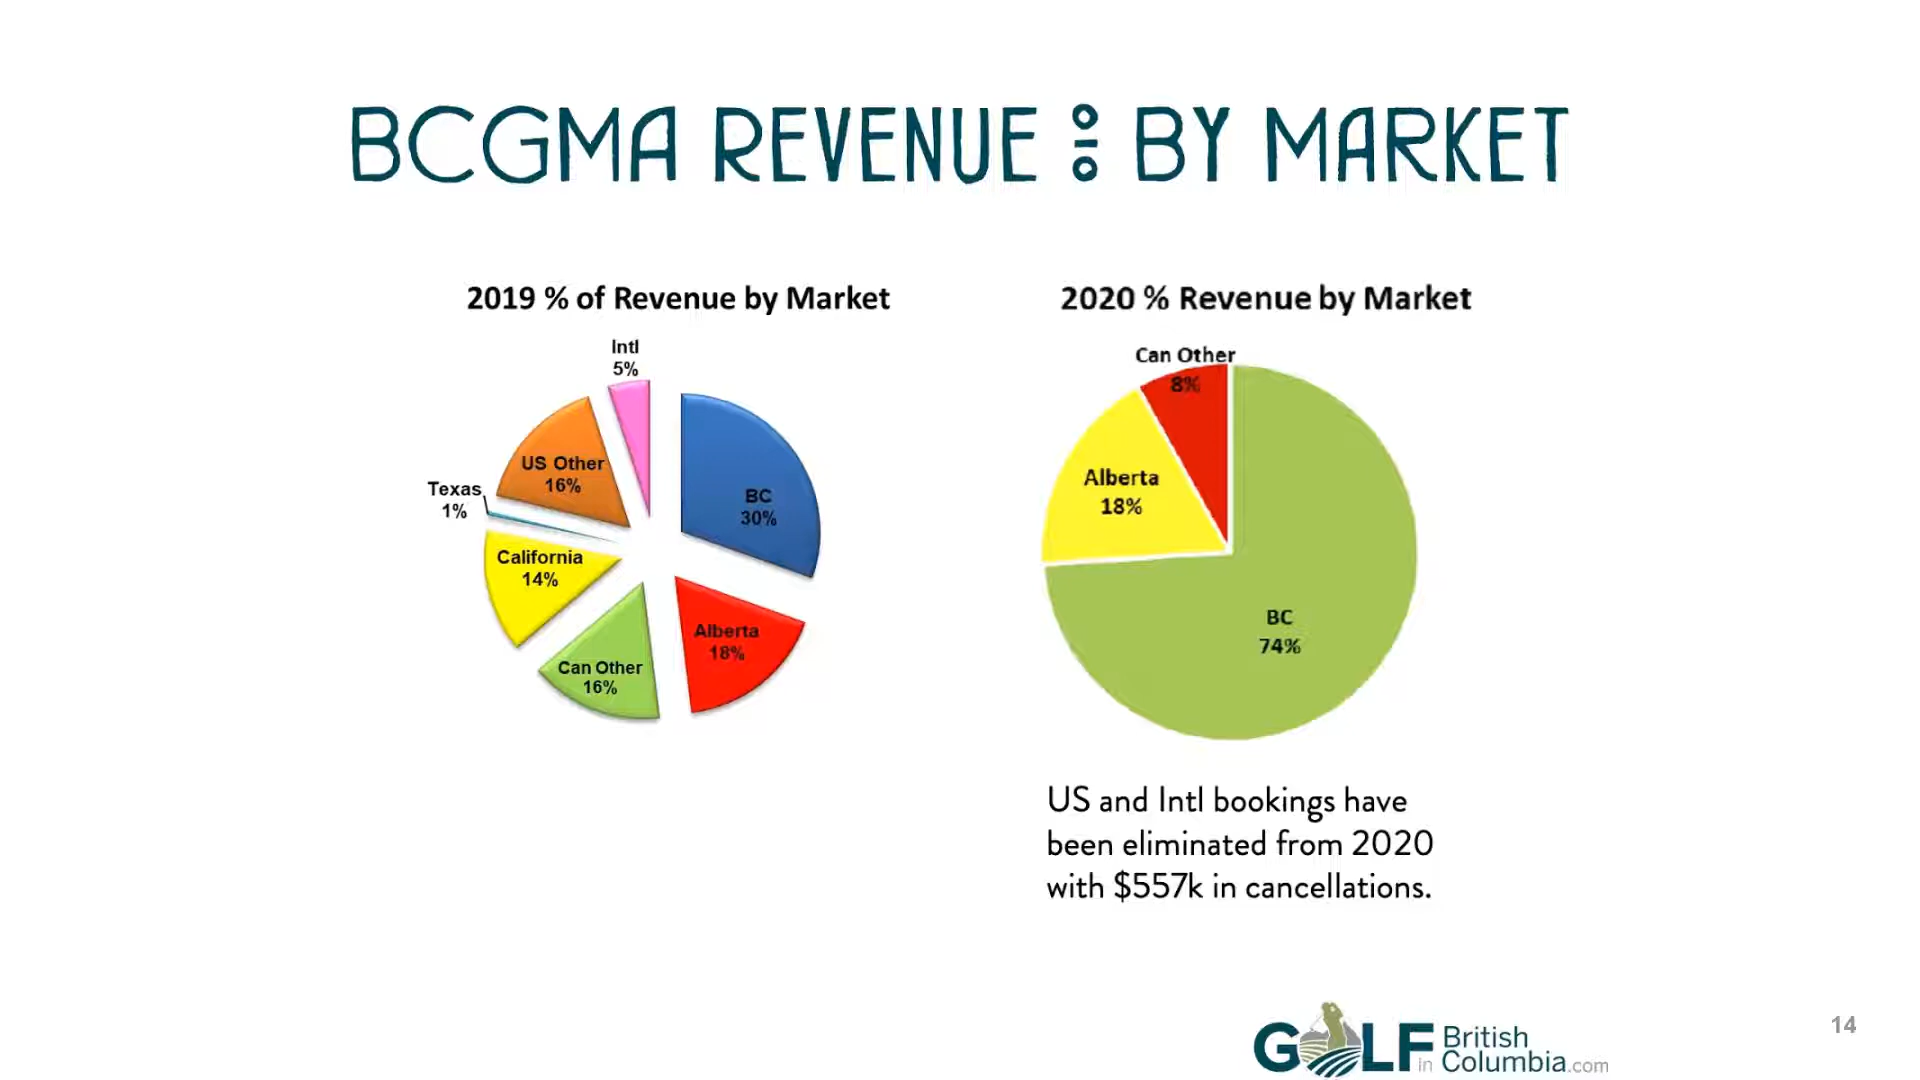 BCGMA REVENUE : BY MARKET
2019 % of Revenue by Market
Intl
5%
US Other
16%
BC
30%
Texas
1%
California
14%
Alberta
18%
Can Other
16%
2020 % Revenue by Market
Can Other
8%
Alberta
18%
BC
74%
US and Intl bookings have
been eliminated from 2020
with $557k in cancellations.
GOLF in British Columbia.com
14